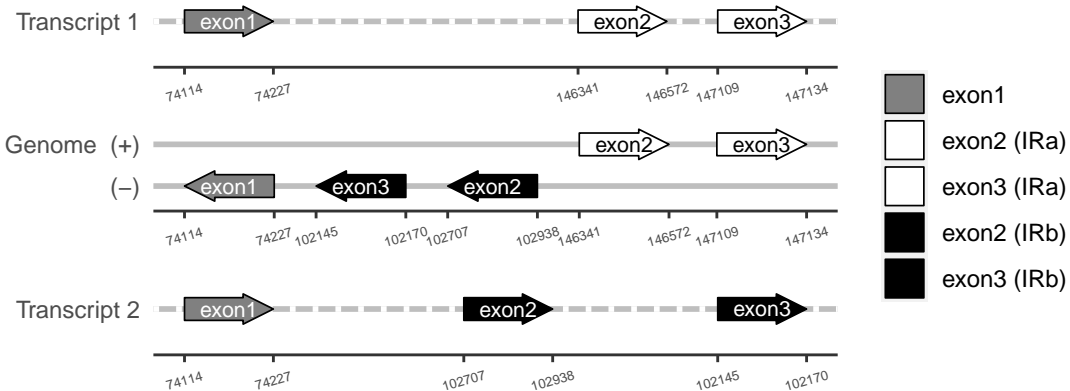 Transcript 1
exon1 exon2 exon3
74114 74227 146341 146572 147109 147134
Genome (+)
exon2 exon3
(−)
exon1 exon3 exon2
74114 74227 102145 102170 102707 102938 146341 146572 147109 147134
Transcript 2
exon1 exon2 exon3
74114 74227 102707 102938 102145 102170
exon1
exon2 (IRa)
exon3 (IRa)
exon2 (IRb)
exon3 (IRb)